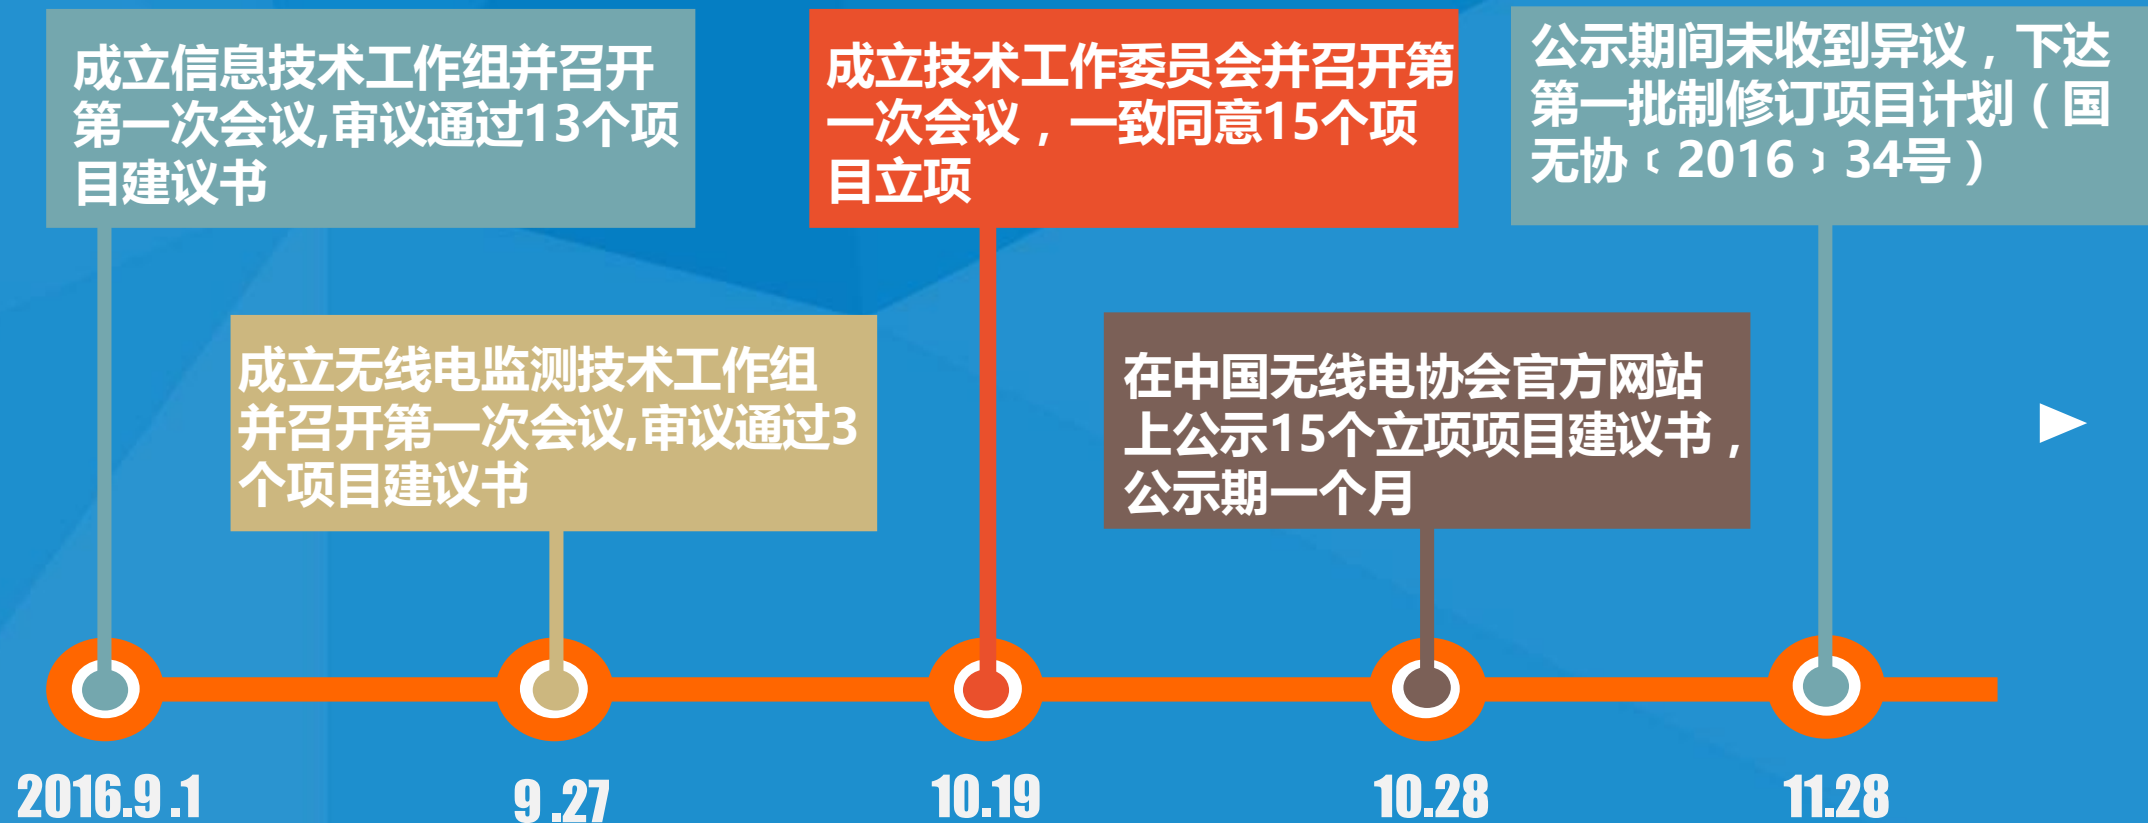 成立信息技术工作组并召开
第一次会议,审议通过13个项
目建议书
成立技术工作委员会并召开第
一次会议，一致同意15个项
目立项
公示期间未收到异议，下达
第一批制修订项目计划（国
无协﹝2016﹞34号）
成立无线电监测技术工作组
并召开第一次会议,审议通过3
个项目建议书
在中国无线电协会官方网站
上公示15个立项项目建议书，
公示期一个月
2016.9 .1
9 .27
10.19
10.28
11.28